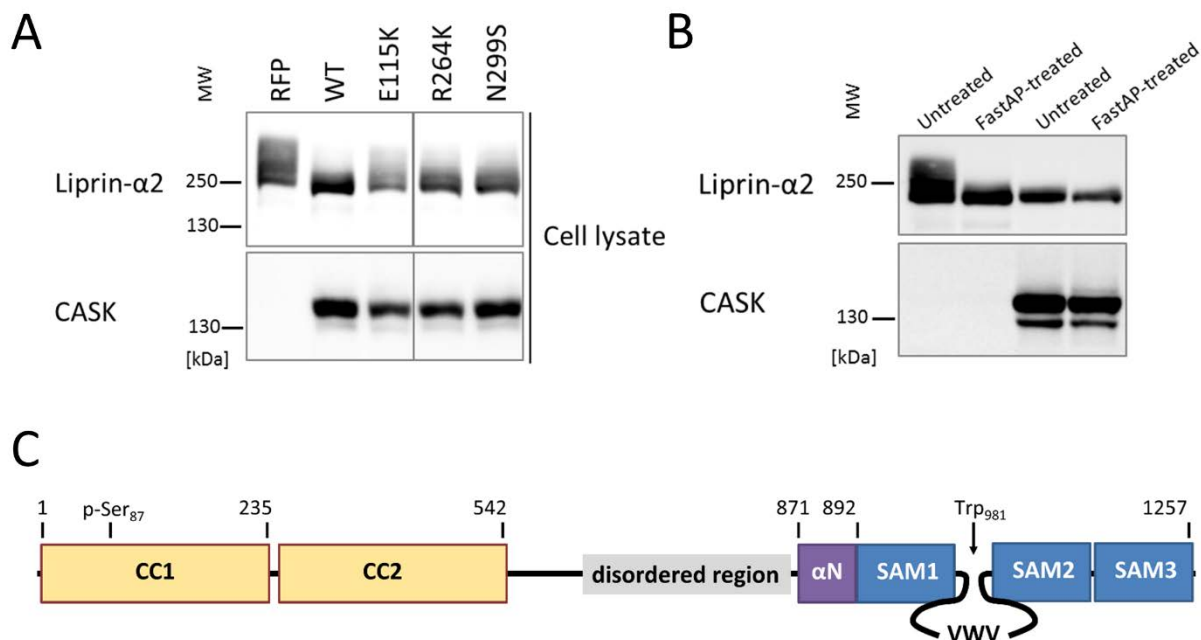 A
MW
RFP
WT
E115K
R264K
N299S
Liprin-α2
250
130
CASK
130
[kDa]
Cell lysate
B
MW
Untreated
FastAP-treated
Untreated
FastAP-treated
Liprin-α2
250
CASK
130
[kDa]
C
1 p-Ser87 235 542 871 892 Trp981 1257
CC1 CC2 disordered region αN SAM1 SAM2 SAM3
VWV